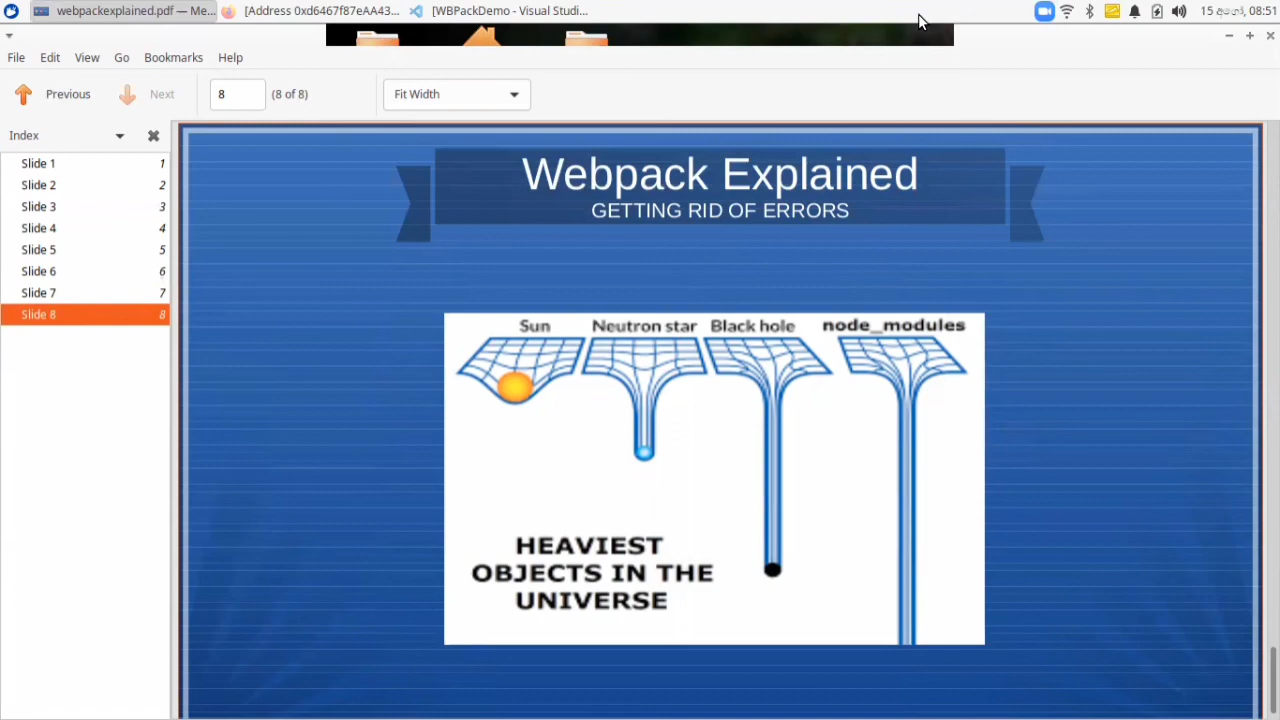 webpackexplained.pdf — Me...
[Address 0xd6467f87eAA43...
[WBPackDemo - Visual Studi...
08:51
File Edit View Go Bookmarks Help
Previous
Next
8
(8 of 8)
Fit Width
Index
Slide 1 1
Slide 2 2
Slide 3 3
Slide 4 4
Slide 5 5
Slide 6 6
Slide 7 7
Slide 8 8
Webpack Explained
GETTING RID OF ERRORS
Sun
Neutron star
Black hole
node_modules
HEAVIEST
OBJECTS IN THE
UNIVERSE